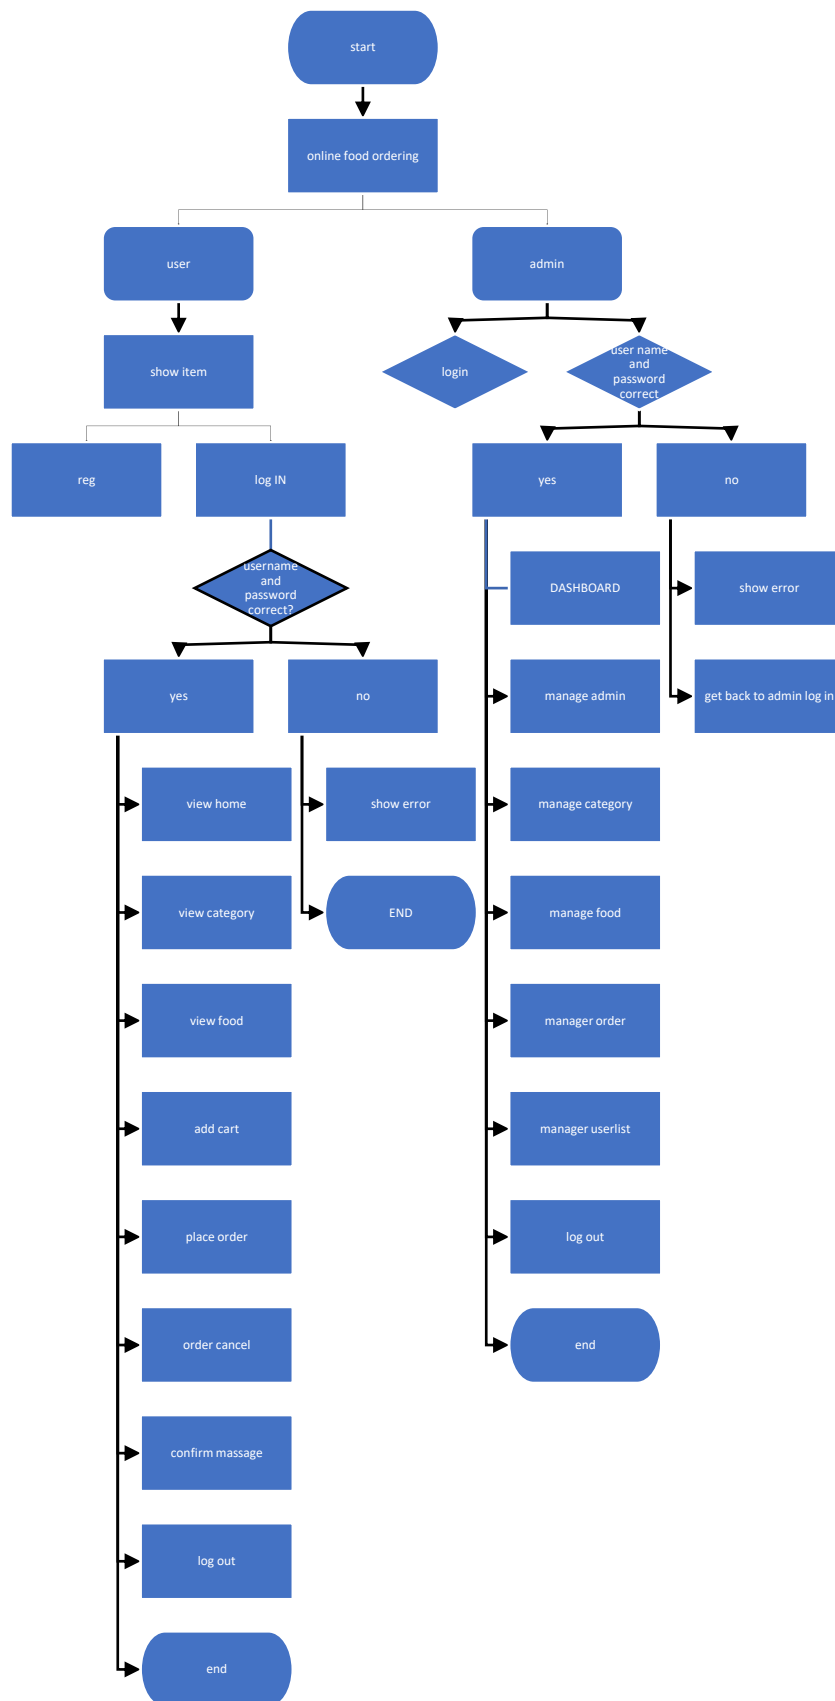 start
online food ordering
user
admin
show item
login
user name
and
password
correct
reg
log IN
yes
no
username
and
password
correct?
DASHBOARD
show error
yes
no
manage admin
get back to admin log in
view home
show error
manage category
view category
END
manage food
view food
manager order
add cart
manager userlist
place order
log out
order cancel
end
confirm massage
log out
end